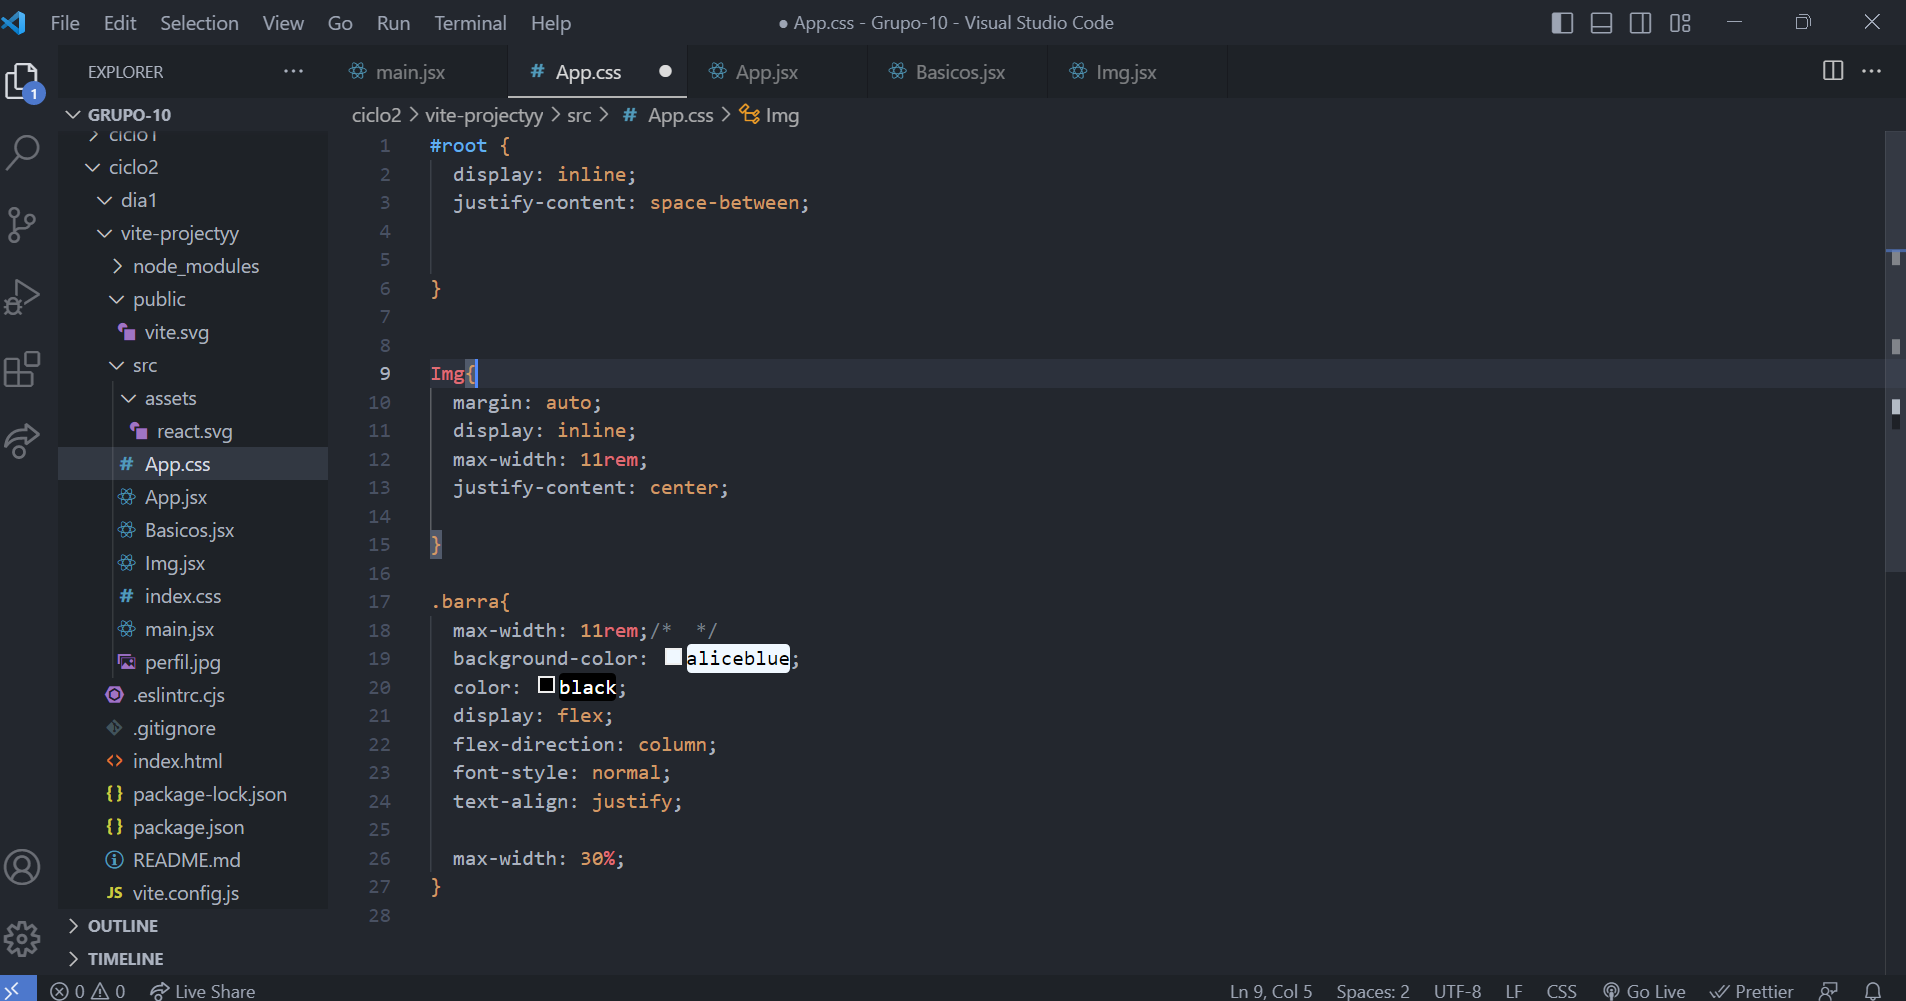 File Edit Selection View Go Run Terminal Help
● App.css - Grupo-10 - Visual Studio Code
EXPLORER ···
main.jsx
# App.css
App.jsx
Basicos.jsx
Img.jsx
1
GRUPO-10
ciclo1
ciclo2
dia1
vite-projectyy
node_modules
public
vite.svg
src
assets
react.svg
# App.css
App.jsx
Basicos.jsx
Img.jsx
# index.css
main.jsx
perfil.jpg
.eslintrc.cjs
.gitignore
<> index.html
{} package-lock.json
{} package.json
README.md
JS vite.config.js
OUTLINE
TIMELINE
ciclo2 > vite-projectyy > src > # App.css > Img
1 #root {
2 display: inline;
3 justify-content: space-between;
4
5
6 }
7
8
9 Img{
10 margin: auto;
11 display: inline;
12 max-width: 11rem;
13 justify-content: center;
14
15 }
16
17 .barra{
18 max-width: 11rem;/*  */
19 background-color: aliceblue;
20 color: black;
21 display: flex;
22 flex-direction: column;
23 font-style: normal;
24 text-align: justify;
25
26 max-width: 30%;
27 }
28
0 0 Live Share Ln 9, Col 5 Spaces: 2 UTF-8 LF CSS Go Live Prettier